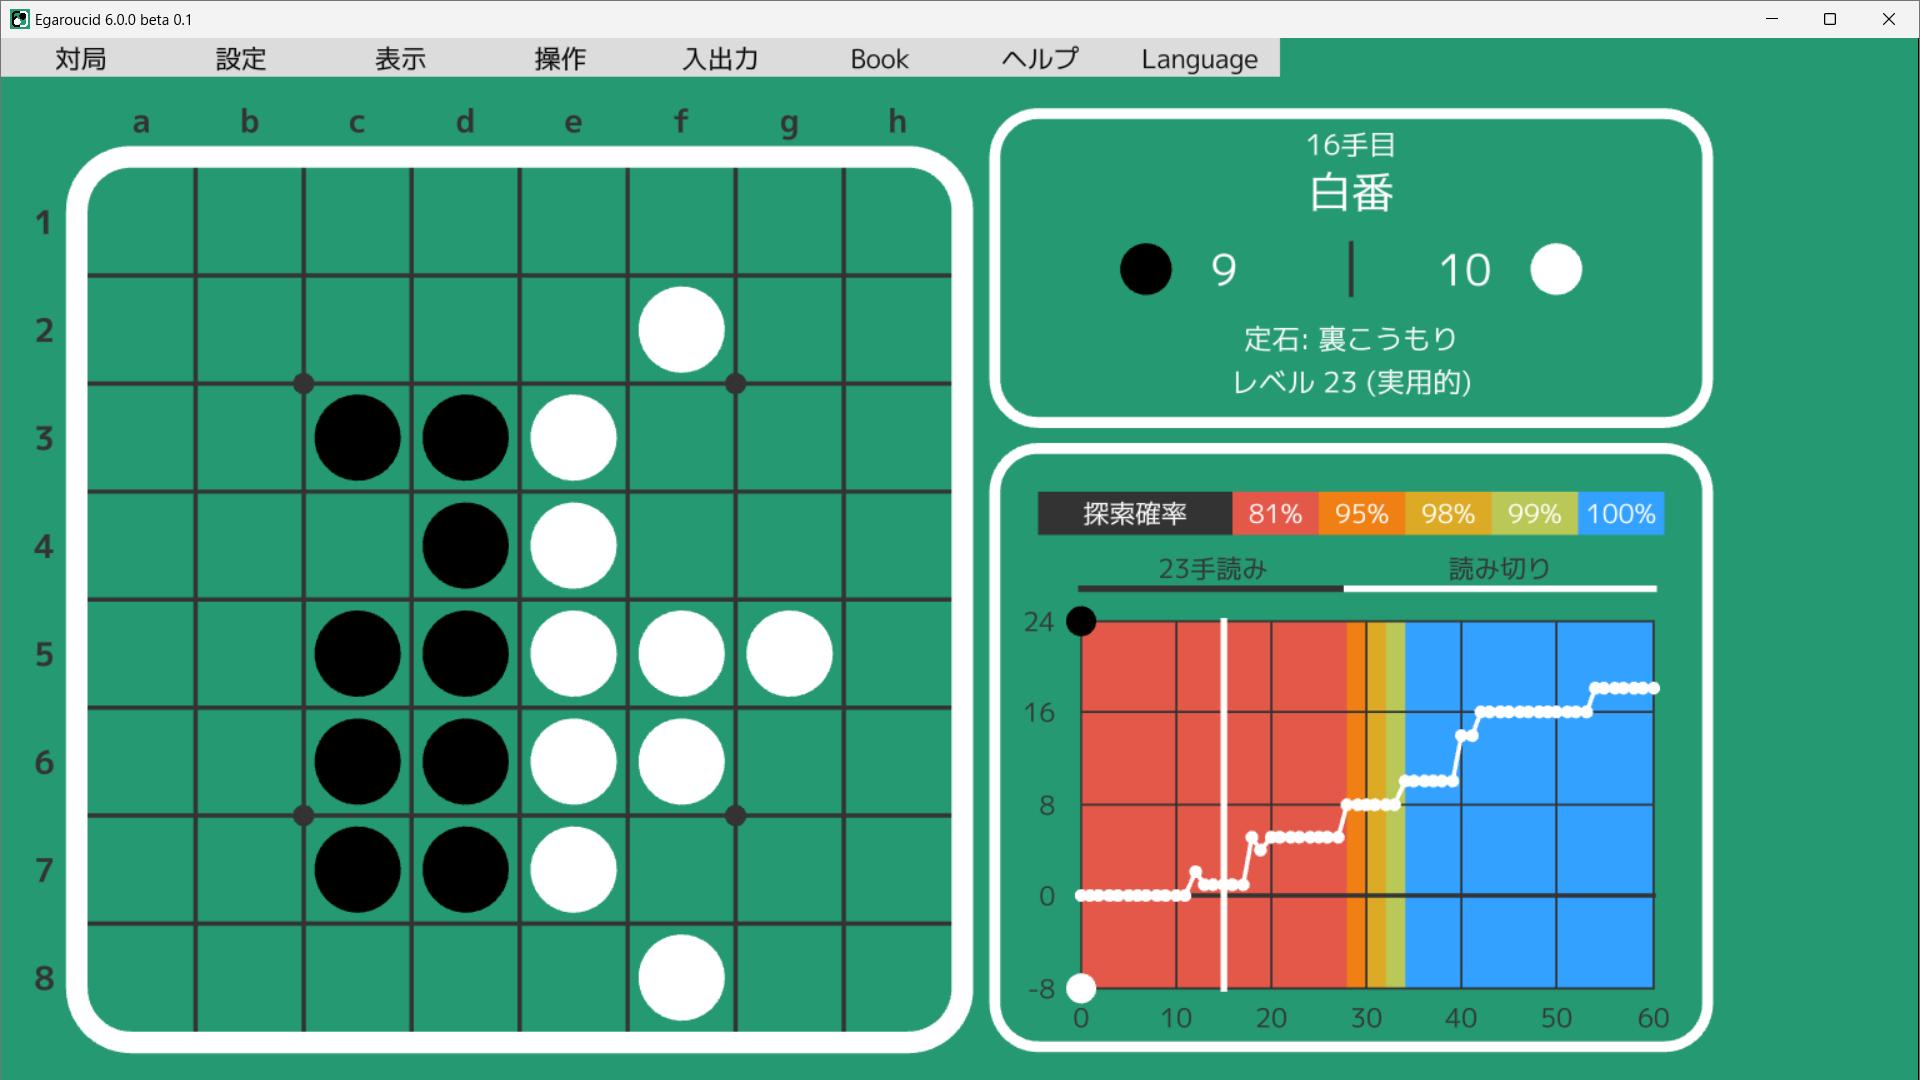 Egaroucid 6.0.0 beta 0.1
対局 設定 表示 操作 入出力 Book ヘルプ Language
a b c d e f g h
1
2
3
4
5
6
7
8
16手目
白番
9 10
定石: 裏こうもり
レベル 23 (実用的)
探索確率 81% 95% 98% 99% 100%
23手読み 読み切り
24
16
8
0
-8
0 10 20 30 40 50 60